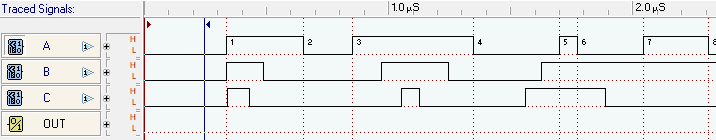 Traced Signals:
1.0 µS
2.0 µS
A
H
L
1 2 3 4 5 6 7 8
B
H
L
C
H
L
OUT
H
L